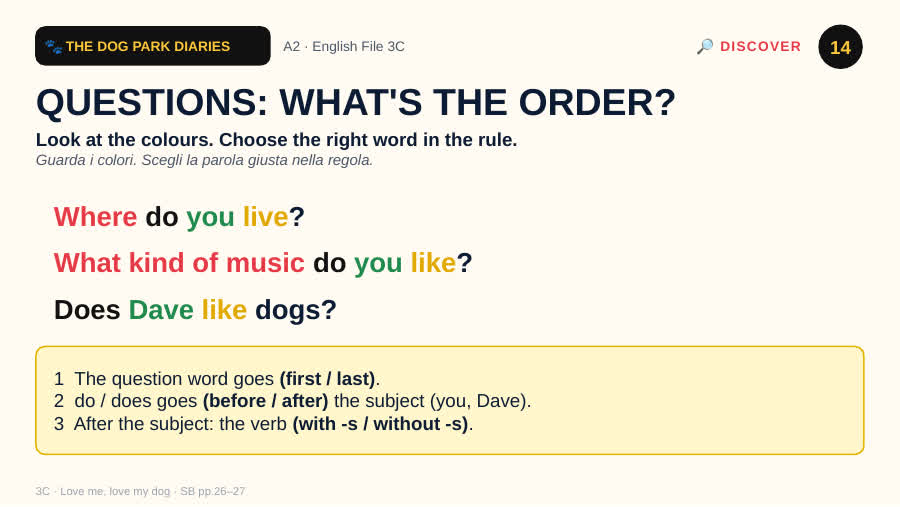 🐾 THE DOG PARK DIARIES
A2 · English File 3C
🔎 DISCOVER
14
QUESTIONS: WHAT'S THE ORDER?
Look at the colours. Choose the right word in the rule.
Guarda i colori. Scegli la parola giusta nella regola.
Where do you live?
What kind of music do you like?
Does Dave like dogs?
1 The question word goes (first / last).
2 do / does goes (before / after) the subject (you, Dave).
3 After the subject: the verb (with -s / without -s).
3C · Love me, love my dog · SB pp.26–27